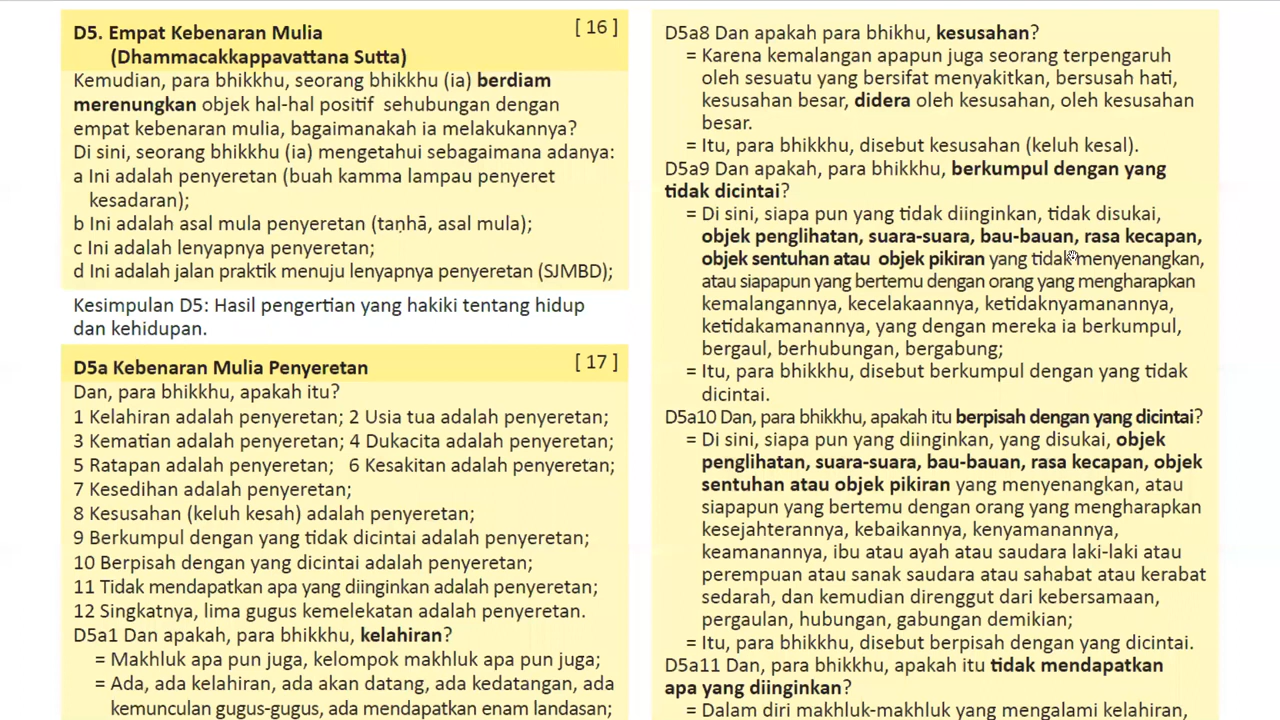 D5. Empat Kebenaran Mulia [ 16 ]
(Dhammacakkappavattana Sutta)
Kemudian, para bhikkhu, seorang bhikkhu (ia) berdiam
merenungkan objek hal-hal positif sehubungan dengan
empat kebenaran mulia, bagaimanakah ia melakukannya?
Di sini, seorang bhikkhu (ia) mengetahui sebagaimana adanya:
a Ini adalah penyeretan (buah kamma lampau penyeret
kesadaran);
b Ini adalah asal mula penyeretan (taṇhā, asal mula);
c Ini adalah lenyapnya penyeretan;
d Ini adalah jalan praktik menuju lenyapnya penyeretan (SJMBD);
Kesimpulan D5: Hasil pengertian yang hakiki tentang hidup
dan kehidupan.
D5a Kebenaran Mulia Penyeretan [ 17 ]
Dan, para bhikkhu, apakah itu?
1 Kelahiran adalah penyeretan; 2 Usia tua adalah penyeretan;
3 Kematian adalah penyeretan; 4 Dukacita adalah penyeretan;
5 Ratapan adalah penyeretan; 6 Kesakitan adalah penyeretan;
7 Kesedihan adalah penyeretan;
8 Kesusahan (keluh kesah) adalah penyeretan;
9 Berkumpul dengan yang tidak dicintai adalah penyeretan;
10 Berpisah dengan yang dicintai adalah penyeretan;
11 Tidak mendapatkan apa yang diinginkan adalah penyeretan;
12 Singkatnya, lima gugus kemelekatan adalah penyeretan.
D5a1 Dan apakah, para bhikkhu, kelahiran?
= Makhluk apa pun juga, kelompok makhluk apa pun juga;
= Ada, ada kelahiran, ada akan datang, ada kedatangan, ada
kemunculan gugus-gugus, ada mendapatkan enam landasan;
D5a8 Dan apakah para bhikkhu, kesusahan?
= Karena kemalangan apapun juga seorang terpengaruh
oleh sesuatu yang bersifat menyakitkan, bersusah hati,
kesusahan besar, didera oleh kesusahan, oleh kesusahan
besar.
= Itu, para bhikkhu, disebut kesusahan (keluh kesal).
D5a9 Dan apakah, para bhikkhu, berkumpul dengan yang
tidak dicintai?
= Di sini, siapa pun yang tidak diinginkan, tidak disukai,
objek penglihatan, suara-suara, bau-bauan, rasa kecapan,
objek sentuhan atau objek pikiran yang tidak menyenangkan,
atau siapapun yang bertemu dengan orang yang mengharapkan
kemalangannya, kecelakaannya, ketidaknyamanannya,
ketidakamanannya, yang dengan mereka ia berkumpul,
bergaul, berhubungan, bergabung;
= Itu, para bhikkhu, disebut berkumpul dengan yang tidak
dicintai.
D5a10 Dan, para bhikkhu, apakah itu berpisah dengan yang dicintai?
= Di sini, siapa pun yang diinginkan, yang disukai, objek
penglihatan, suara-suara, bau-bauan, rasa kecapan, objek
sentuhan atau objek pikiran yang menyenangkan, atau
siapapun yang bertemu dengan orang yang mengharapkan
kesejahterannya, kebaikannya, kenyamanannya,
keamanannya, ibu atau ayah atau saudara laki-laki atau
perempuan atau sanak saudara atau sahabat atau kerabat
sedarah, dan kemudian direnggut dari kebersamaan,
pergaulan, hubungan, gabungan demikian;
= Itu, para bhikkhu, disebut berpisah dengan yang dicintai.
D5a11 Dan, para bhikkhu, apakah itu tidak mendapatkan
apa yang diinginkan?
= Dalam diri makhluk-makhluk yang mengalami kelahiran,